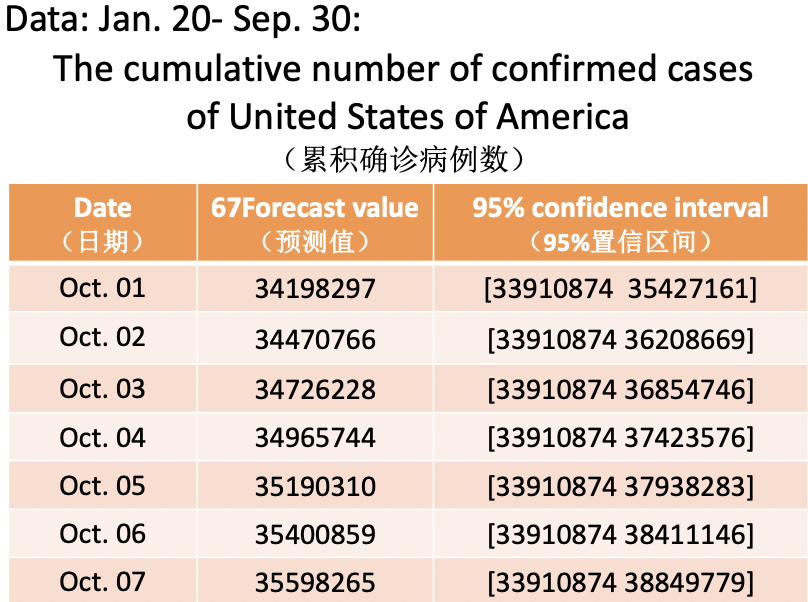 Data: Jan. 20- Sep. 30:
The cumulative number of confirmed cases
of United States of America
（累积确诊病例数）
Date 67Forecast value 95% confidence interval
（日期） （预测值） （95%置信区间）
Oct. 01 34198297 [33910874 35427161]
Oct. 02 34470766 [33910874 36208669]
Oct. 03 34726228 [33910874 36854746]
Oct. 04 34965744 [33910874 37423576]
Oct. 05 35190310 [33910874 37938283]
Oct. 06 35400859 [33910874 38411146]
Oct. 07 35598265 [33910874 38849779]